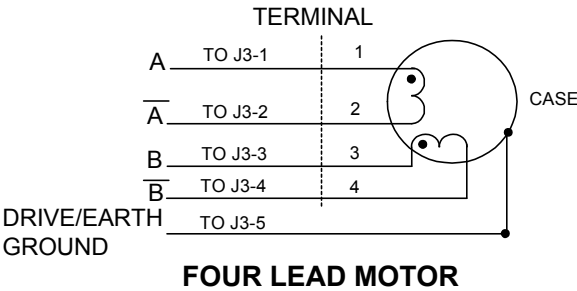 TERMINAL
A TO J3-1 1
CASE
A̅ TO J3-2 2
B TO J3-3 3
B̅ TO J3-4 4
DRIVE/EARTH TO J3-5
GROUND
FOUR LEAD MOTOR